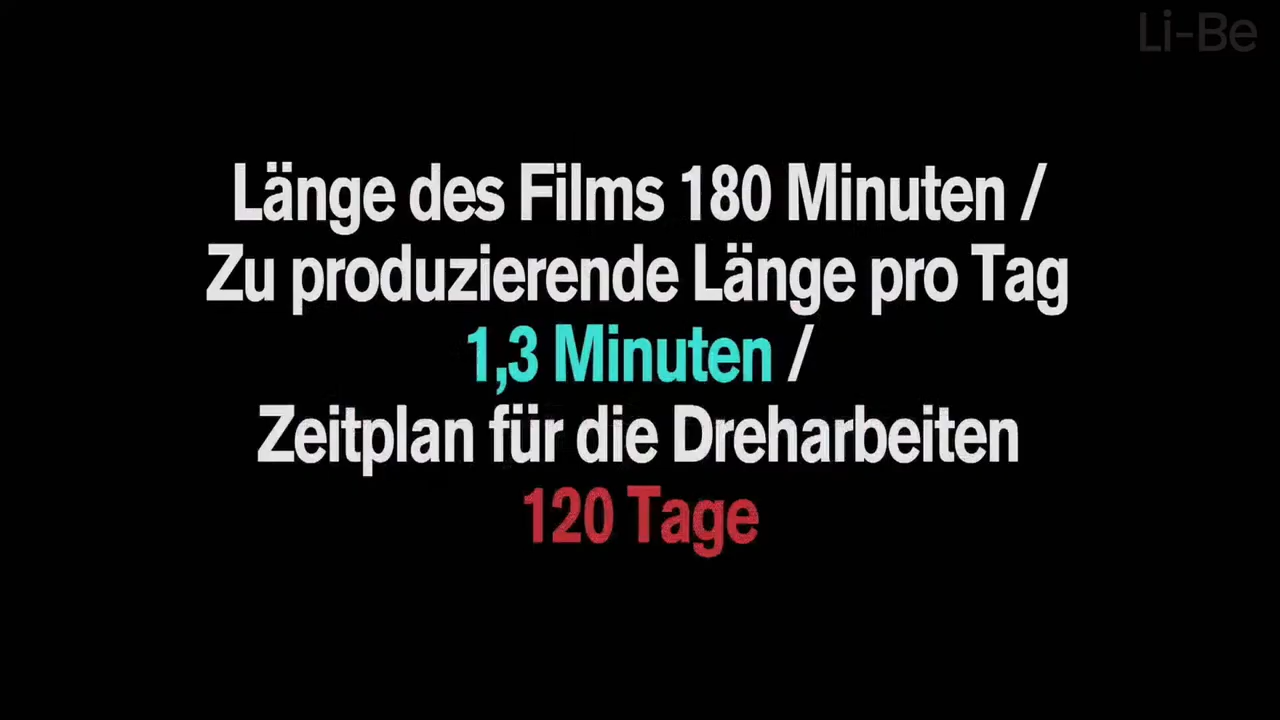 Li-Be
Länge des Films 180 Minuten /
Zu produzierende Länge pro Tag
1,3 Minuten /
Zeitplan für die Dreharbeiten
120 Tage